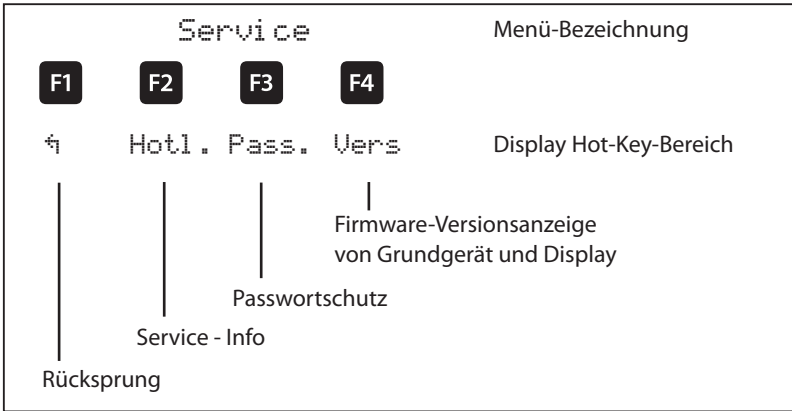 Service Menü-Bezeichnung
F1 F2 F3 F4
↰ Hotl. Pass. Vers Display Hot-Key-Bereich
Firmware-Versionsanzeige
von Grundgerät und Display
Passwortschutz
Service - Info
Rücksprung